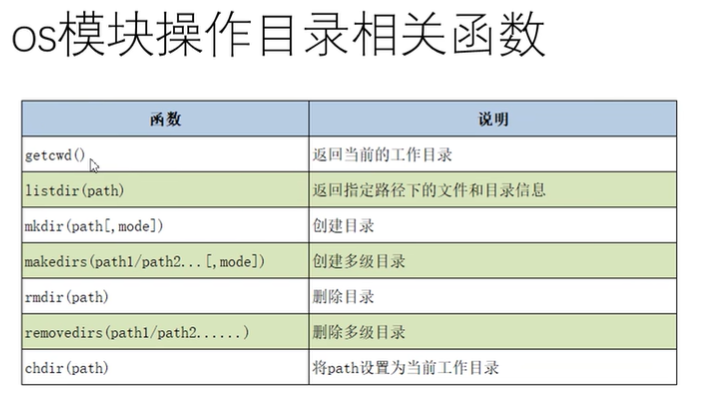 os模块操作目录相关函数
函数 说明
getcwd() 返回当前的工作目录
listdir(path) 返回指定路径下的文件和目录信息
mkdir(path[,mode]) 创建目录
makedirs(path1/path2...[,mode]) 创建多级目录
rmdir(path) 删除目录
removedirs(path1/path2......) 删除多级目录
chdir(path) 将path设置为当前工作目录